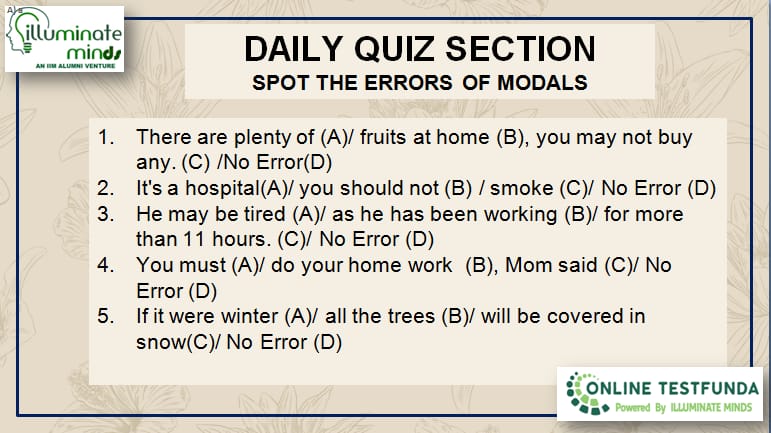 Al's
illuminate
minds
AN IIM ALUMNI VENTURE
DAILY QUIZ SECTION
SPOT THE ERRORS OF MODALS
1. There are plenty of (A)/ fruits at home (B), you may not buy
any. (C) /No Error(D)
2. It's a hospital(A)/ you should not (B) / smoke (C)/ No Error (D)
3. He may be tired (A)/ as he has been working (B)/ for more
than 11 hours. (C)/ No Error (D)
4. You must (A)/ do your home work (B), Mom said (C)/ No
Error (D)
5. If it were winter (A)/ all the trees (B)/ will be covered in
snow(C)/ No Error (D)
ONLINE TESTFUNDA
Powered By ILLUMINATE MINDS